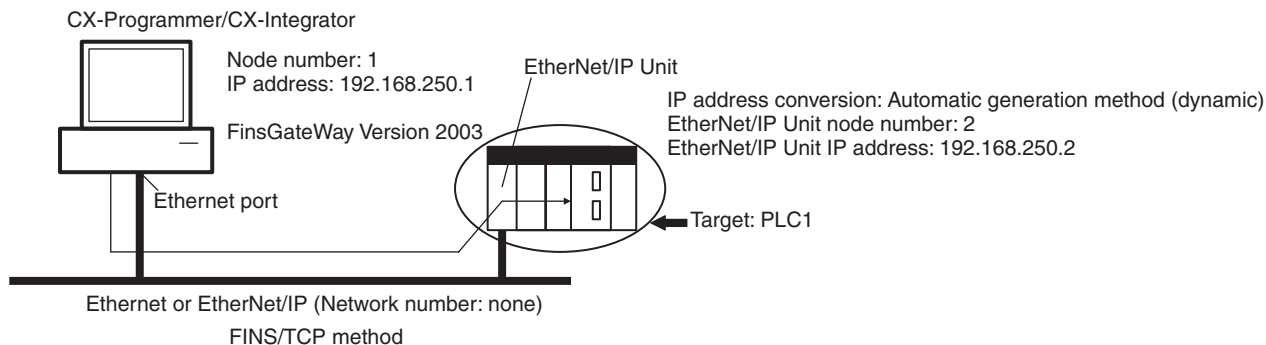 CX-Programmer/CX-Integrator
Node number: 1
IP address: 192.168.250.1
FinsGateWay Version 2003
Ethernet port
EtherNet/IP Unit
IP address conversion: Automatic generation method (dynamic)
EtherNet/IP Unit node number: 2
EtherNet/IP Unit IP address: 192.168.250.2
Target: PLC1
Ethernet or EtherNet/IP (Network number: none)
FINS/TCP method